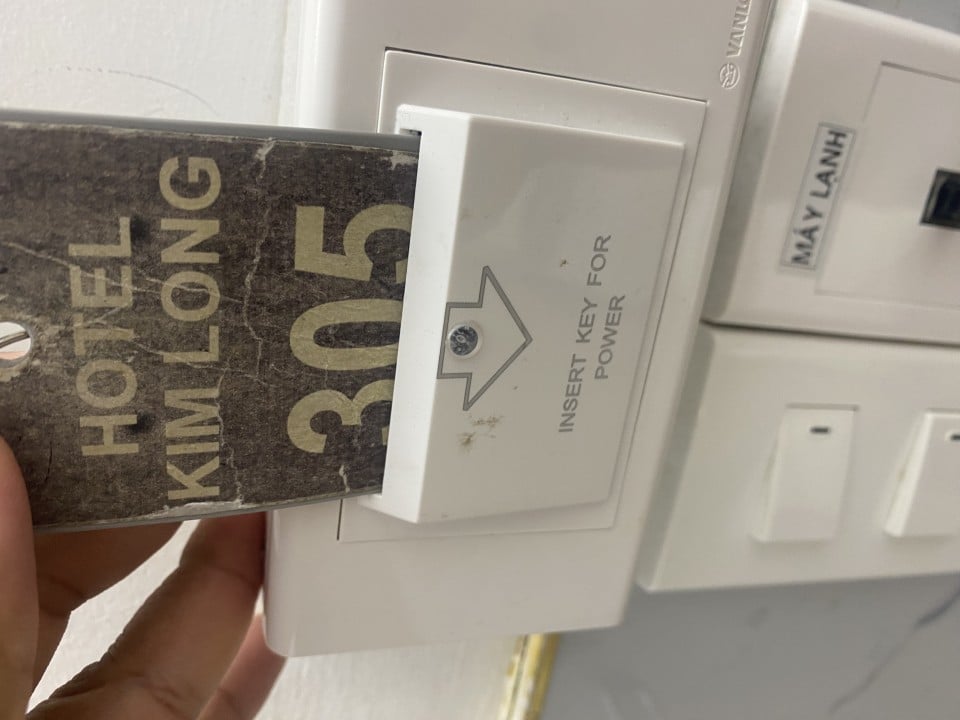 HOTEL
KIM LONG
305
INSERT KEY FOR
POWER
MÁY LẠNH